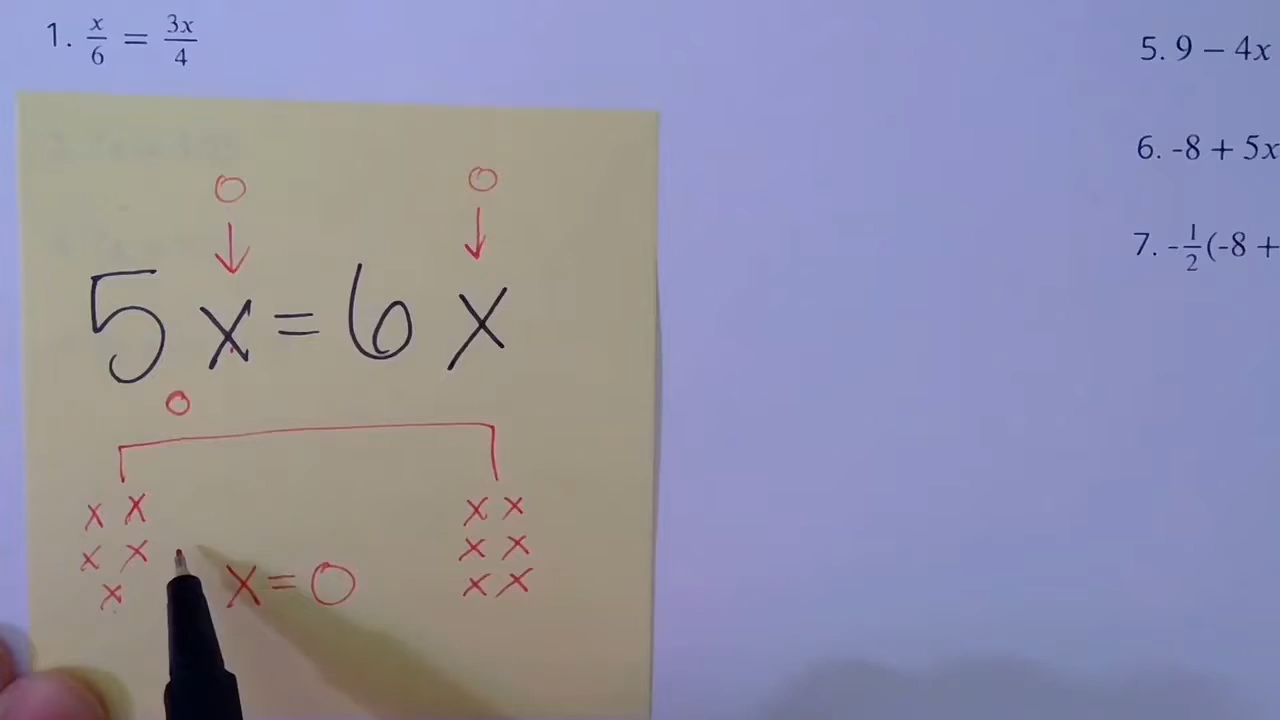 1. x/6 = 3x/4
5. 9 – 4x
6. -8 + 5x
7. -1/2(-8 +
0 0
5x = 6x
0
x x x x
x x x x
x x = 0 x x